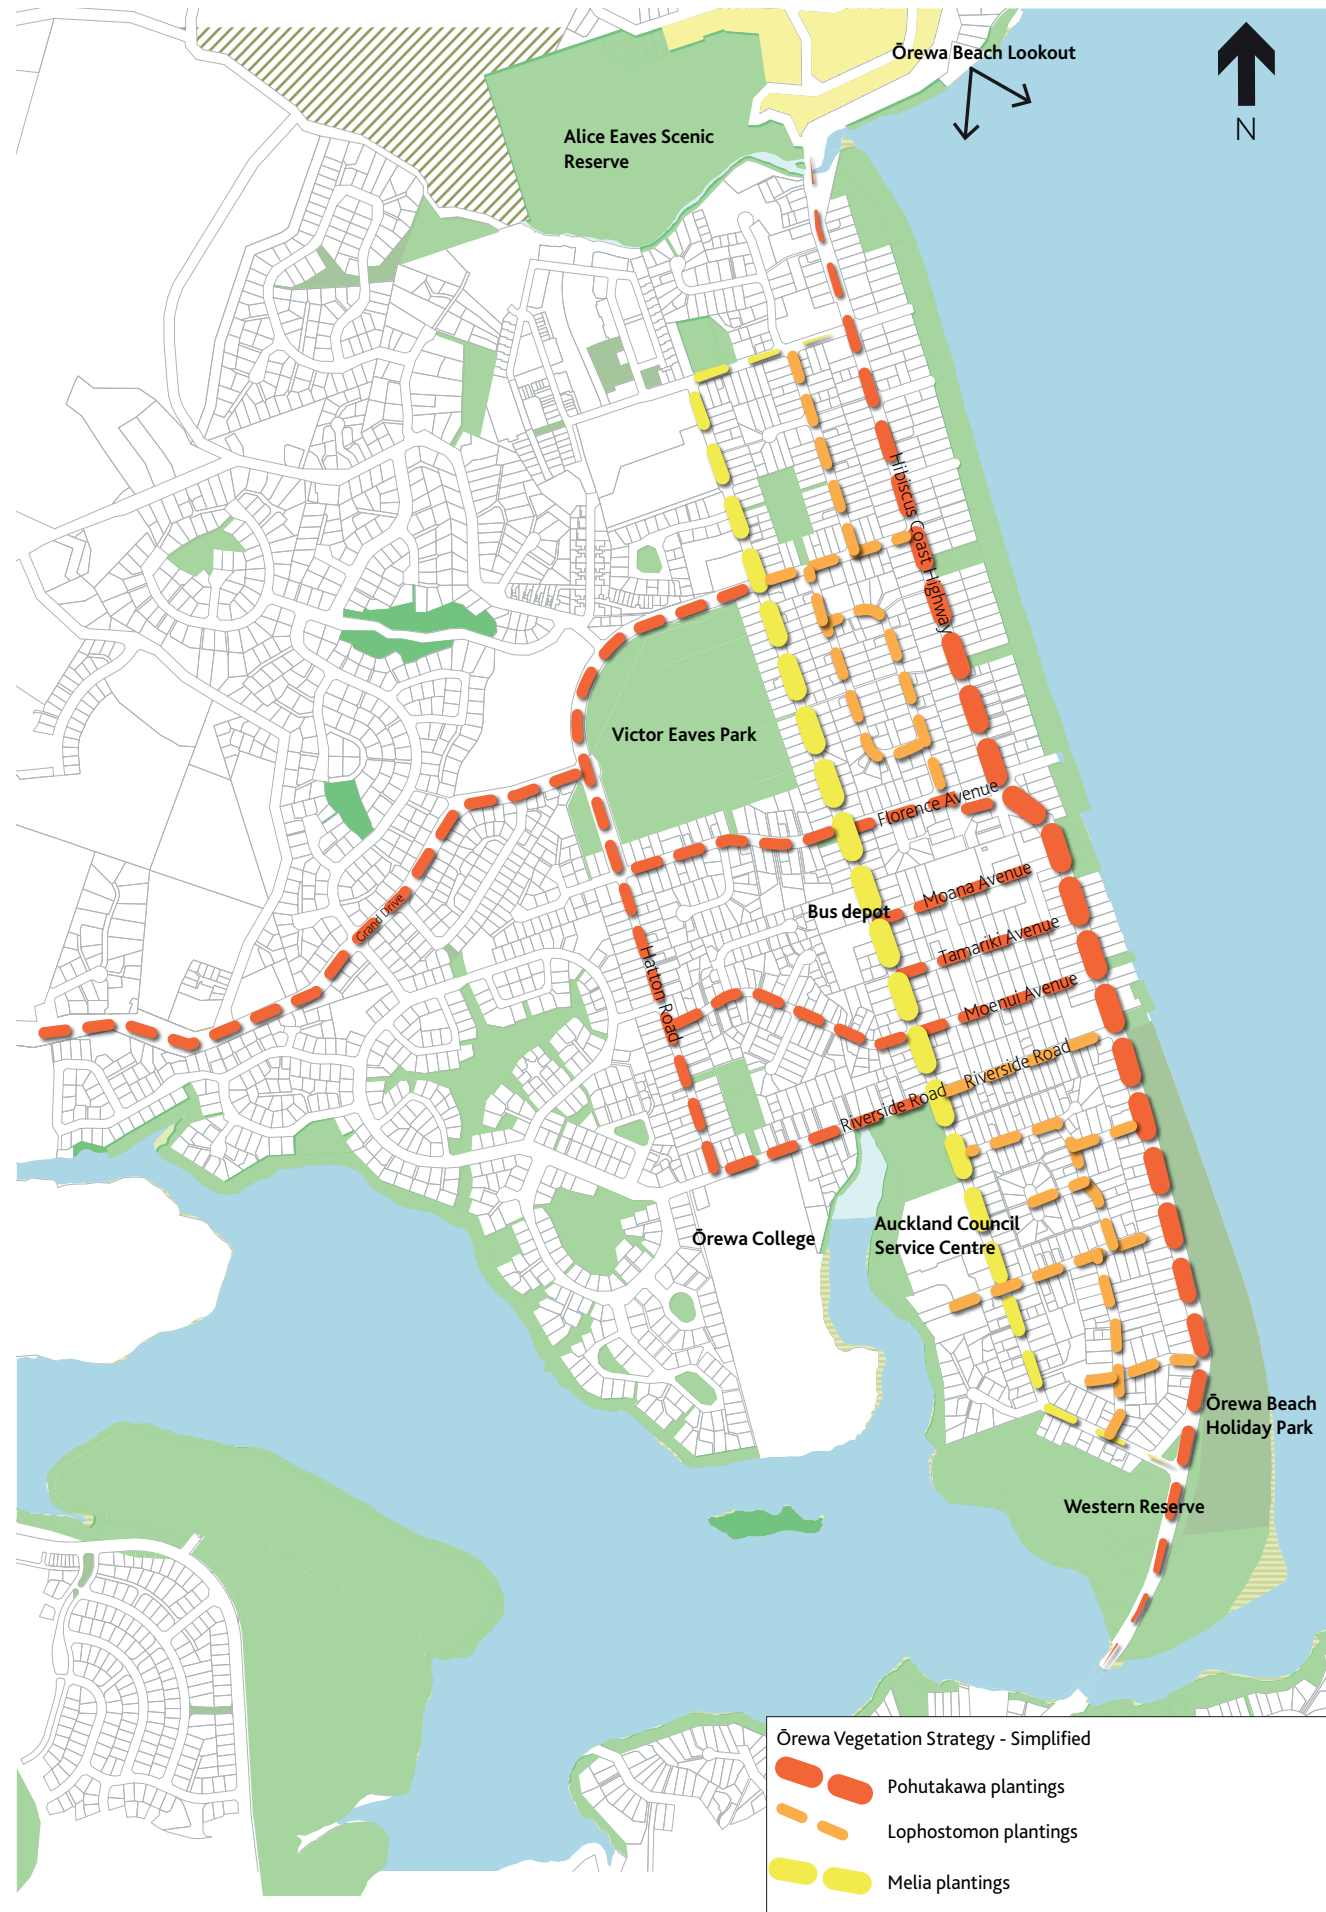 Ōrewa Beach Lookout
N
Alice Eaves Scenic
Reserve
Hibiscus Coast Highway
Victor Eaves Park
Florence Avenue
Moana Avenue
Grand Drive
Bus depot
Tamariki Avenue
Hatton Road
Moenui Avenue
Riverside Road
Riverside Road
Ōrewa College
Auckland Council
Service Centre
Ōrewa Beach
Holiday Park
Western Reserve
Ōrewa Vegetation Strategy - Simplified
Pohutakawa plantings
Lophostomon plantings
Melia plantings